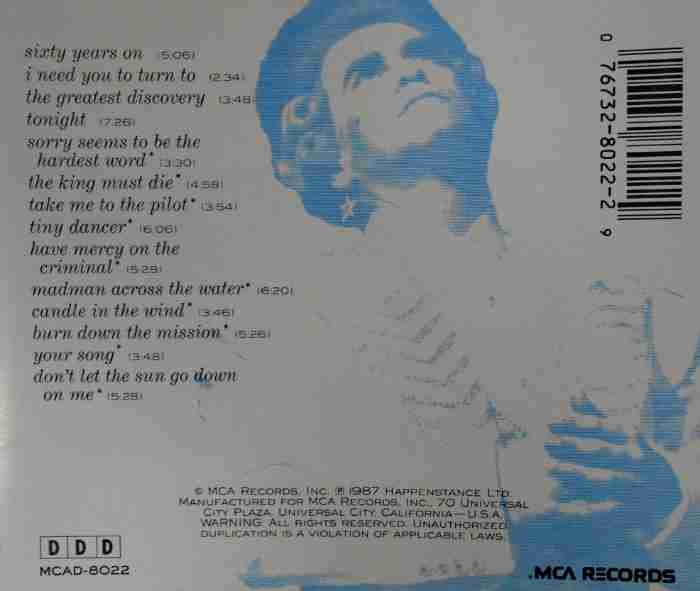 sixty years on (5:06)
i need you to turn to (2:34)
the greatest discovery (3:48)
tonight (7:26)
sorry seems to be the
hardest word* (3:30)
the king must die* (4:58)
take me to the pilot* (3:54)
tiny dancer* (6:06)
have mercy on the
criminal* (5:28)
madman across the water* (6:20)
candle in the wind* (3:46)
burn down the mission* (5:26)
your song* (3:48)
don't let the sun go down
on me* (5:28)
0 76732-8022-2 9
© MCA RECORDS, INC. ℗ 1987 HAPPENSTANCE LTD.
MANUFACTURED FOR MCA RECORDS, INC., 70 UNIVERSAL
CITY PLAZA, UNIVERSAL CITY, CALIFORNIA—U.S.A.
WARNING: ALL RIGHTS RESERVED. UNAUTHORIZED
DUPLICATION IS A VIOLATION OF APPLICABLE LAWS.
D D D
MCAD-8022
.MCA RECORDS